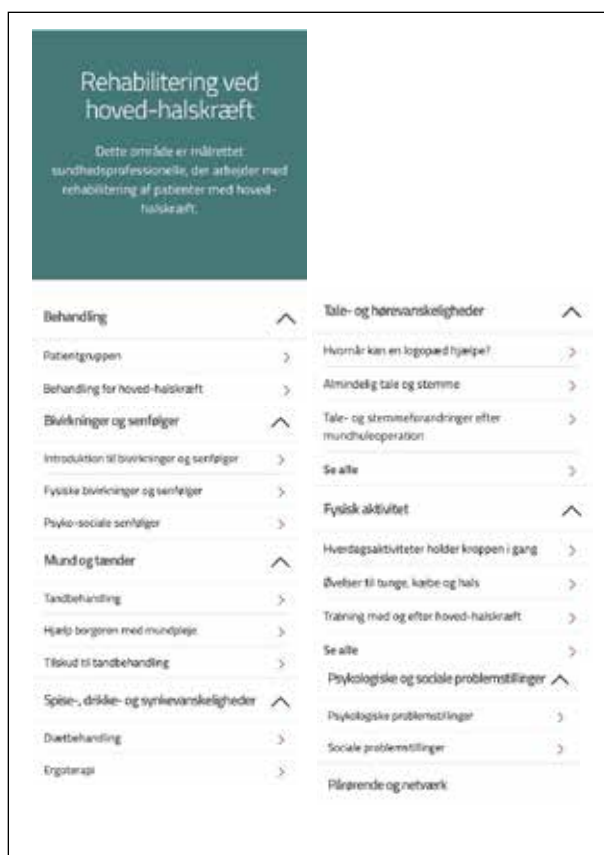 Rehabilitering ved
hoved-halskræft
Dette område er målrettet
sundhedsprofessionelle, der arbejder med
rehabilitering af patienter med hoved-
halskræft.
Behandling
Patientgruppen
Behandling for hoved-halskræft
Bivirkninger og senfølger
Introduktion til bivirkninger og senfølger
Fysiske bivirkninger og senfølger
Psyko-sociale senfølger
Mund og tænder
Tandbehandling
Hjælp borgeren med mundpleje
Tilskud til tandbehandling
Spise-, drikke- og synkevanskeligheder
Diætbehandling
Ergoterapi
Tale- og hørevanskeligheder
Hvornår kan en logopæd hjælpe?
Almindelig tale og stemme
Tale- og stemmeforandringer efter
mundhuleoperation
Se alle
Fysisk aktivitet
Hverdagsaktiviteter holder kroppen i gang
Øvelser til tunge, kæbe og hals
Træning med og efter hoved-halskræft
Se alle
Psykologiske og sociale problemstillinger
Psykologiske problemstillinger
Sociale problemstillinger
Pårørende og netværk